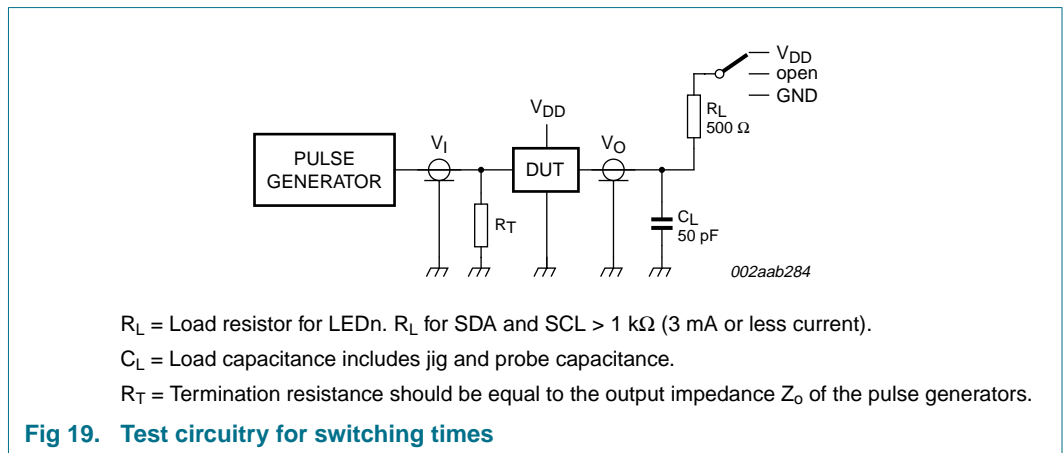 VDD
open
GND
RL
500 Ω
VDD
VI
VO
PULSE
GENERATOR
DUT
RT
CL
50 pF
002aab284
RL = Load resistor for LEDn. RL for SDA and SCL > 1 kΩ (3 mA or less current).
CL = Load capacitance includes jig and probe capacitance.
RT = Termination resistance should be equal to the output impedance Zo of the pulse generators.
Fig 19. Test circuitry for switching times